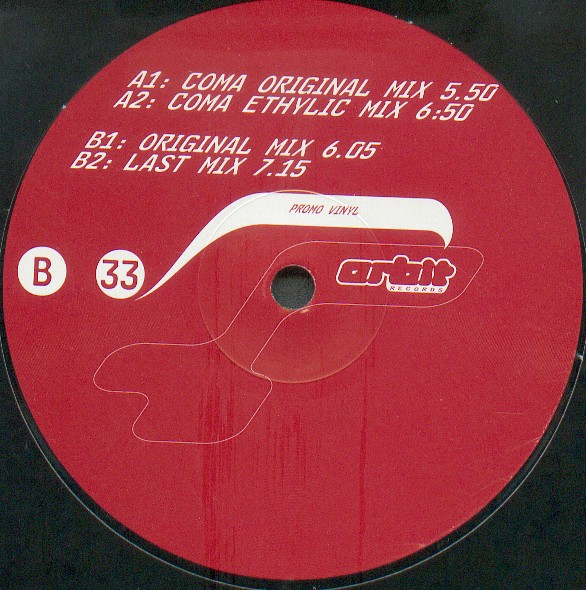 A1: COMA ORIGINAL MIX 5.50
A2: COMA ETHYLIC MIX 6:50
B1: ORIGINAL MIX 6.05
B2: LAST MIX 7.15
PROMO VINYL
B 33
orbit
RECORDS